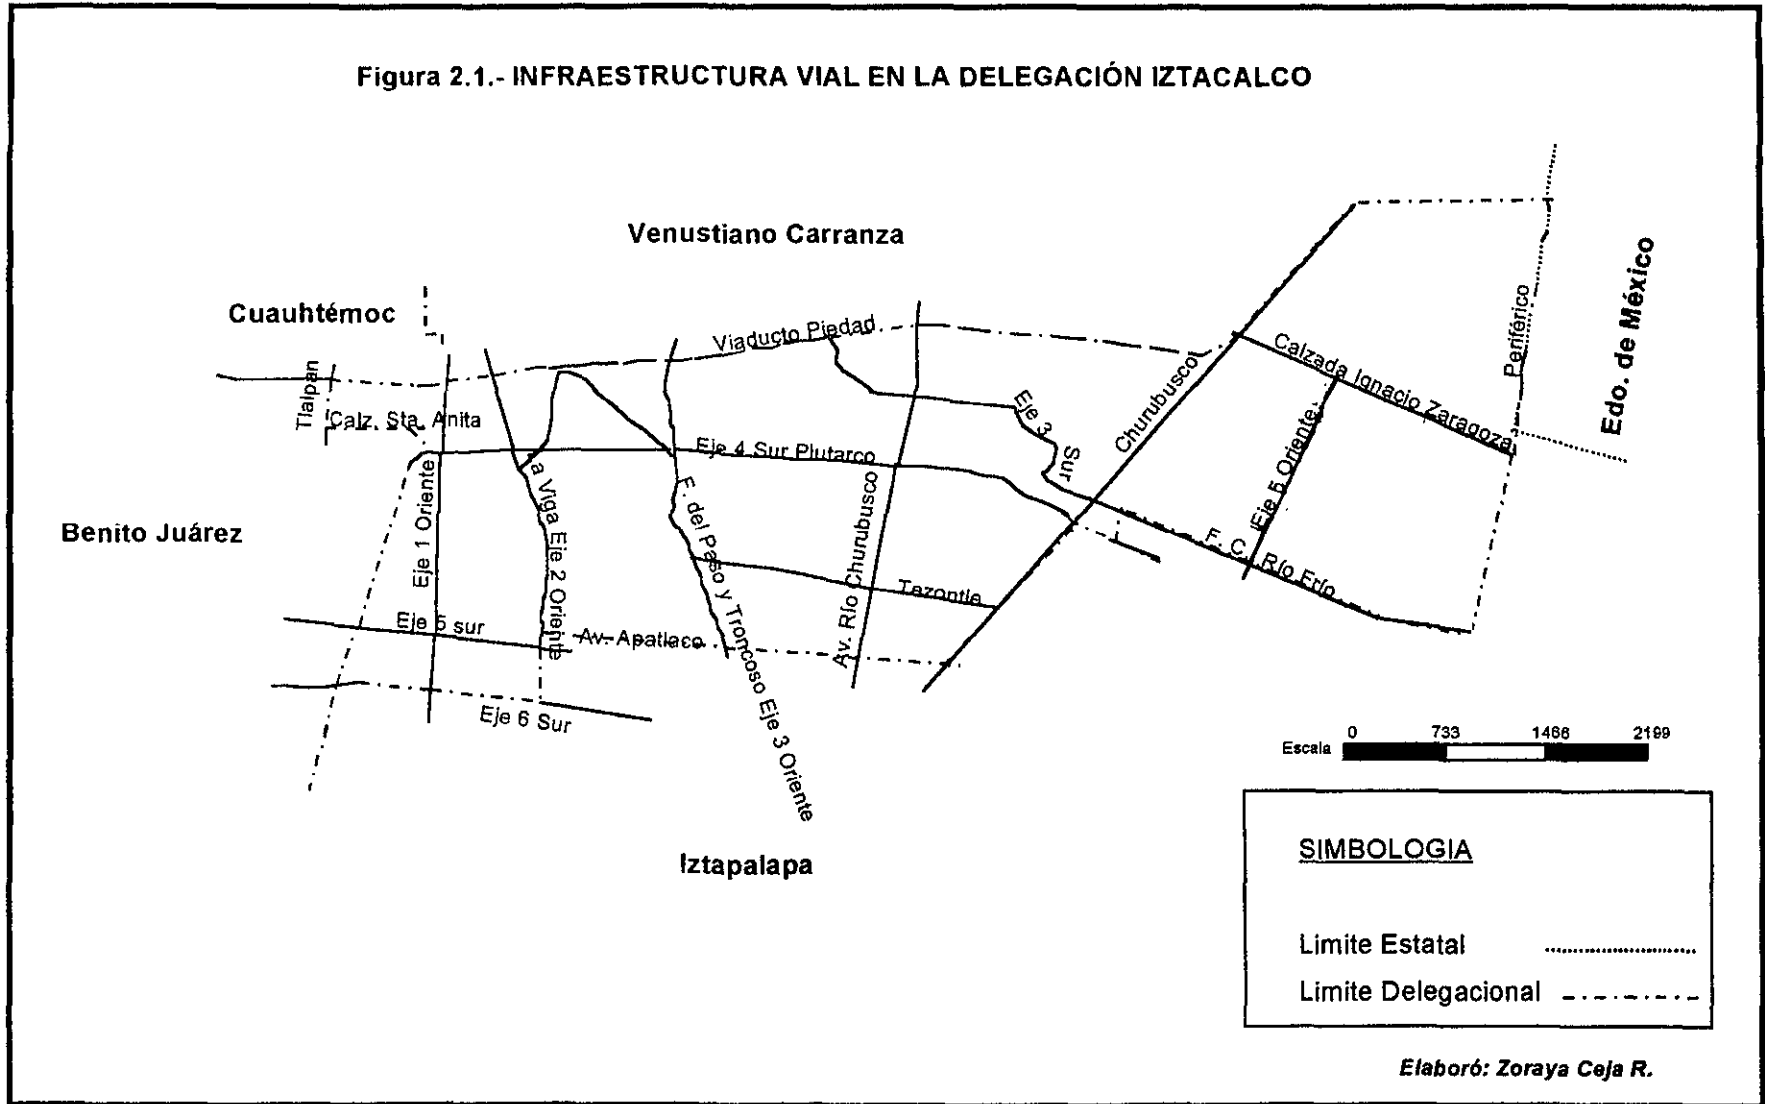 Figura 2.1.- INFRAESTRUCTURA VIAL EN LA DELEGACIÓN IZTACALCO
Venustiano Carranza
Cuauhtémoc
Edo. de México
Periférico
Viaducto Piedad
Calzada Ignacio Zaragoza
Tlalpan
Calz. Sta. Anita
Eje 3 Sur
Churubusco
Eje 4 Sur Plutarco
Eje 5 Oriente
Benito Juárez
Eje 1 Oriente
a Viga Eje 2 Oriente
F. del Paso y Troncoso Eje 3 Oriente
Av. Río Churubusco
F. C. Río Frío
Tezontle
Eje 5 sur
Av. Apatlaco
Eje 6 Sur
Iztapalapa
Escala 0 733 1466 2199
SIMBOLOGIA
Limite Estatal
Limite Delegacional
Elaboró: Zoraya Ceja R.